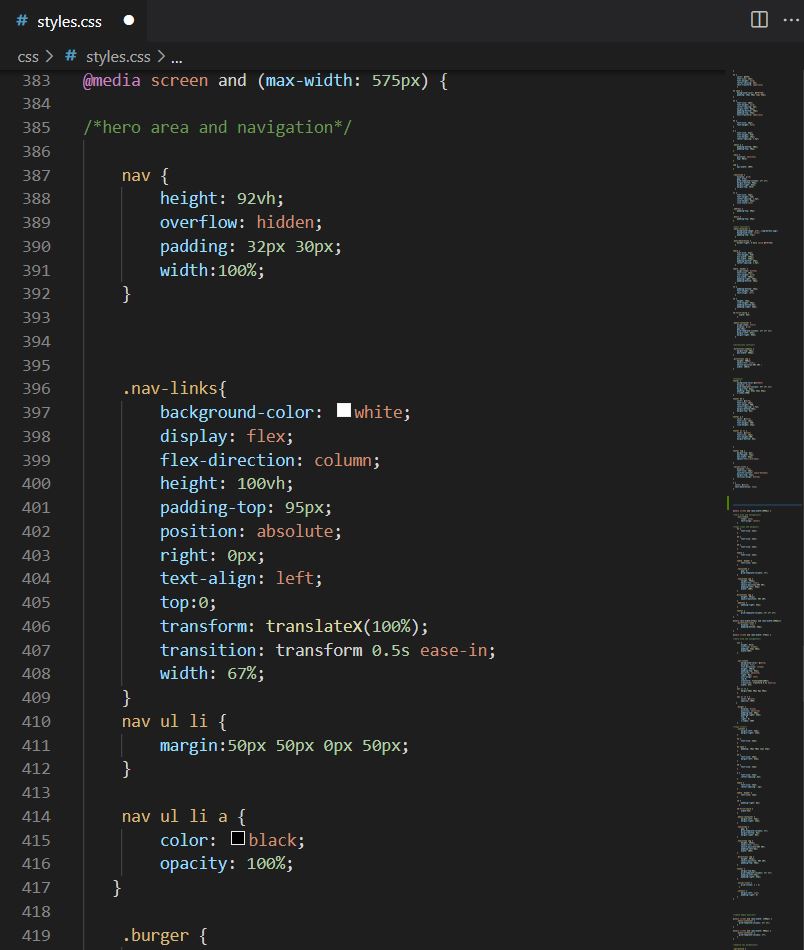 # styles.css ●
css > # styles.css > ...
383 @media screen and (max-width: 575px) {
384
385 /*hero area and navigation*/
386
387 nav {
388 height: 92vh;
389 overflow: hidden;
390 padding: 32px 30px;
391 width:100%;
392 }
393
394
395
396 .nav-links{
397 background-color: white;
398 display: flex;
399 flex-direction: column;
400 height: 100vh;
401 padding-top: 95px;
402 position: absolute;
403 right: 0px;
404 text-align: left;
405 top:0;
406 transform: translateX(100%);
407 transition: transform 0.5s ease-in;
408 width: 67%;
409 }
410 nav ul li {
411 margin:50px 50px 0px 50px;
412 }
413
414 nav ul li a {
415 color: black;
416 opacity: 100%;
417 }
418
419 .burger {